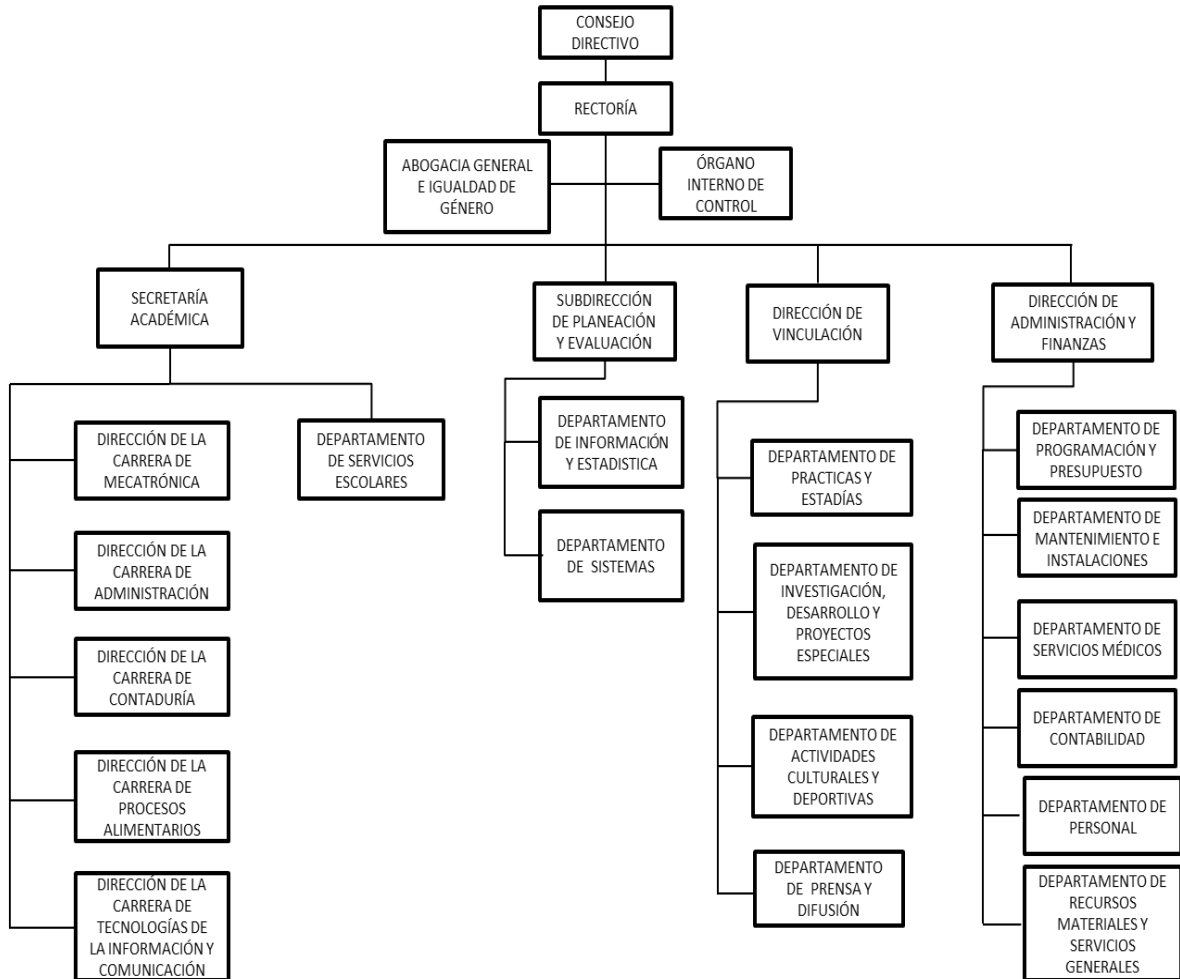 CONSEJO
DIRECTIVO
RECTORÍA
ABOGACIA GENERAL
E IGUALDAD DE
GÉNERO
ÓRGANO
INTERNO DE
CONTROL
SECRETARÍA
ACADÉMICA
SUBDIRECCIÓN
DE PLANEACIÓN
Y EVALUACIÓN
DIRECCIÓN DE
VINCULACIÓN
DIRECCIÓN DE
ADMINISTRACIÓN Y
FINANZAS
DIRECCIÓN DE LA
CARRERA DE
MECATRÓNICA
DIRECCIÓN DE LA
CARRERA DE
ADMINISTRACIÓN
DIRECCIÓN DE LA
CARRERA DE
CONTADURÍA
DIRECCIÓN DE LA
CARRERA DE
PROCESOS
ALIMENTARIOS
DIRECCIÓN DE LA
CARRERA DE
TECNOLOGÍAS DE
LA INFORMACIÓN Y
COMUNICACIÓN
DEPARTAMENTO
DE SERVICIOS
ESCOLARES
DEPARTAMENTO
DE INFORMACIÓN
Y ESTADISTICA
DEPARTAMENTO
DE SISTEMAS
DEPARTAMENTO DE
PRACTICAS Y
ESTADÍAS
DEPARTAMENTO DE
INVESTIGACIÓN,
DESARROLLO Y
PROYECTOS
ESPECIALES
DEPARTAMENTO DE
ACTIVIDADES
CULTURALES Y
DEPORTIVAS
DEPARTAMENTO
DE PRENSA Y
DIFUSIÓN
DEPARTAMENTO DE
PROGRAMACIÓN Y
PRESUPUESTO
DEPARTAMENTO DE
MANTENIMIENTO E
INSTALACIONES
DEPARTAMENTO DE
SERVICIOS MÉDICOS
DEPARTAMENTO DE
CONTABILIDAD
DEPARTAMENTO DE
PERSONAL
DEPARTAMENTO DE
RECURSOS
MATERIALES Y
SERVICIOS
GENERALES